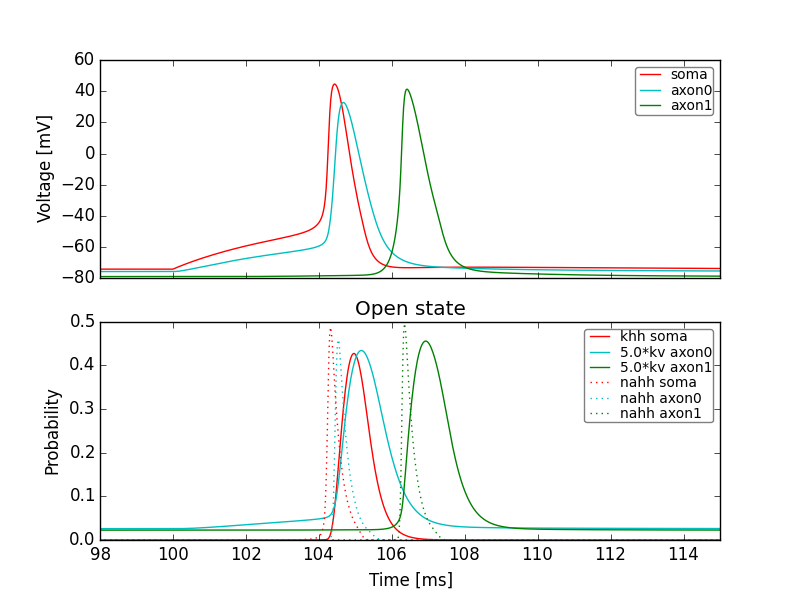 60
40
20
0
−20
−40
−60
−80
Voltage [mV]
soma
axon0
axon1
Open state
0.5
0.4
0.3
0.2
0.1
0.0
Probability
khh soma
5.0*kv axon0
5.0*kv axon1
nahh soma
nahh axon0
nahh axon1
98 100 102 104 106 108 110 112 114
Time [ms]